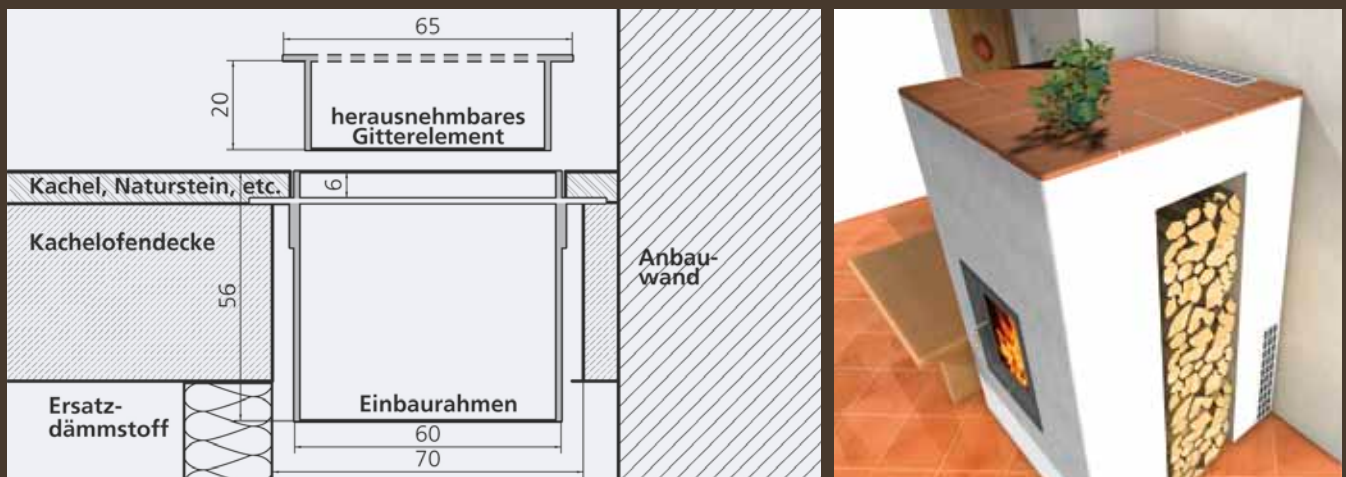 65
20
herausnehmbares
Gitterelement
Kachel, Naturstein, etc.
6
Kachelofendecke
56
Anbau-
wand
Ersatz-
dämmstoff
Einbaurahmen
60
70